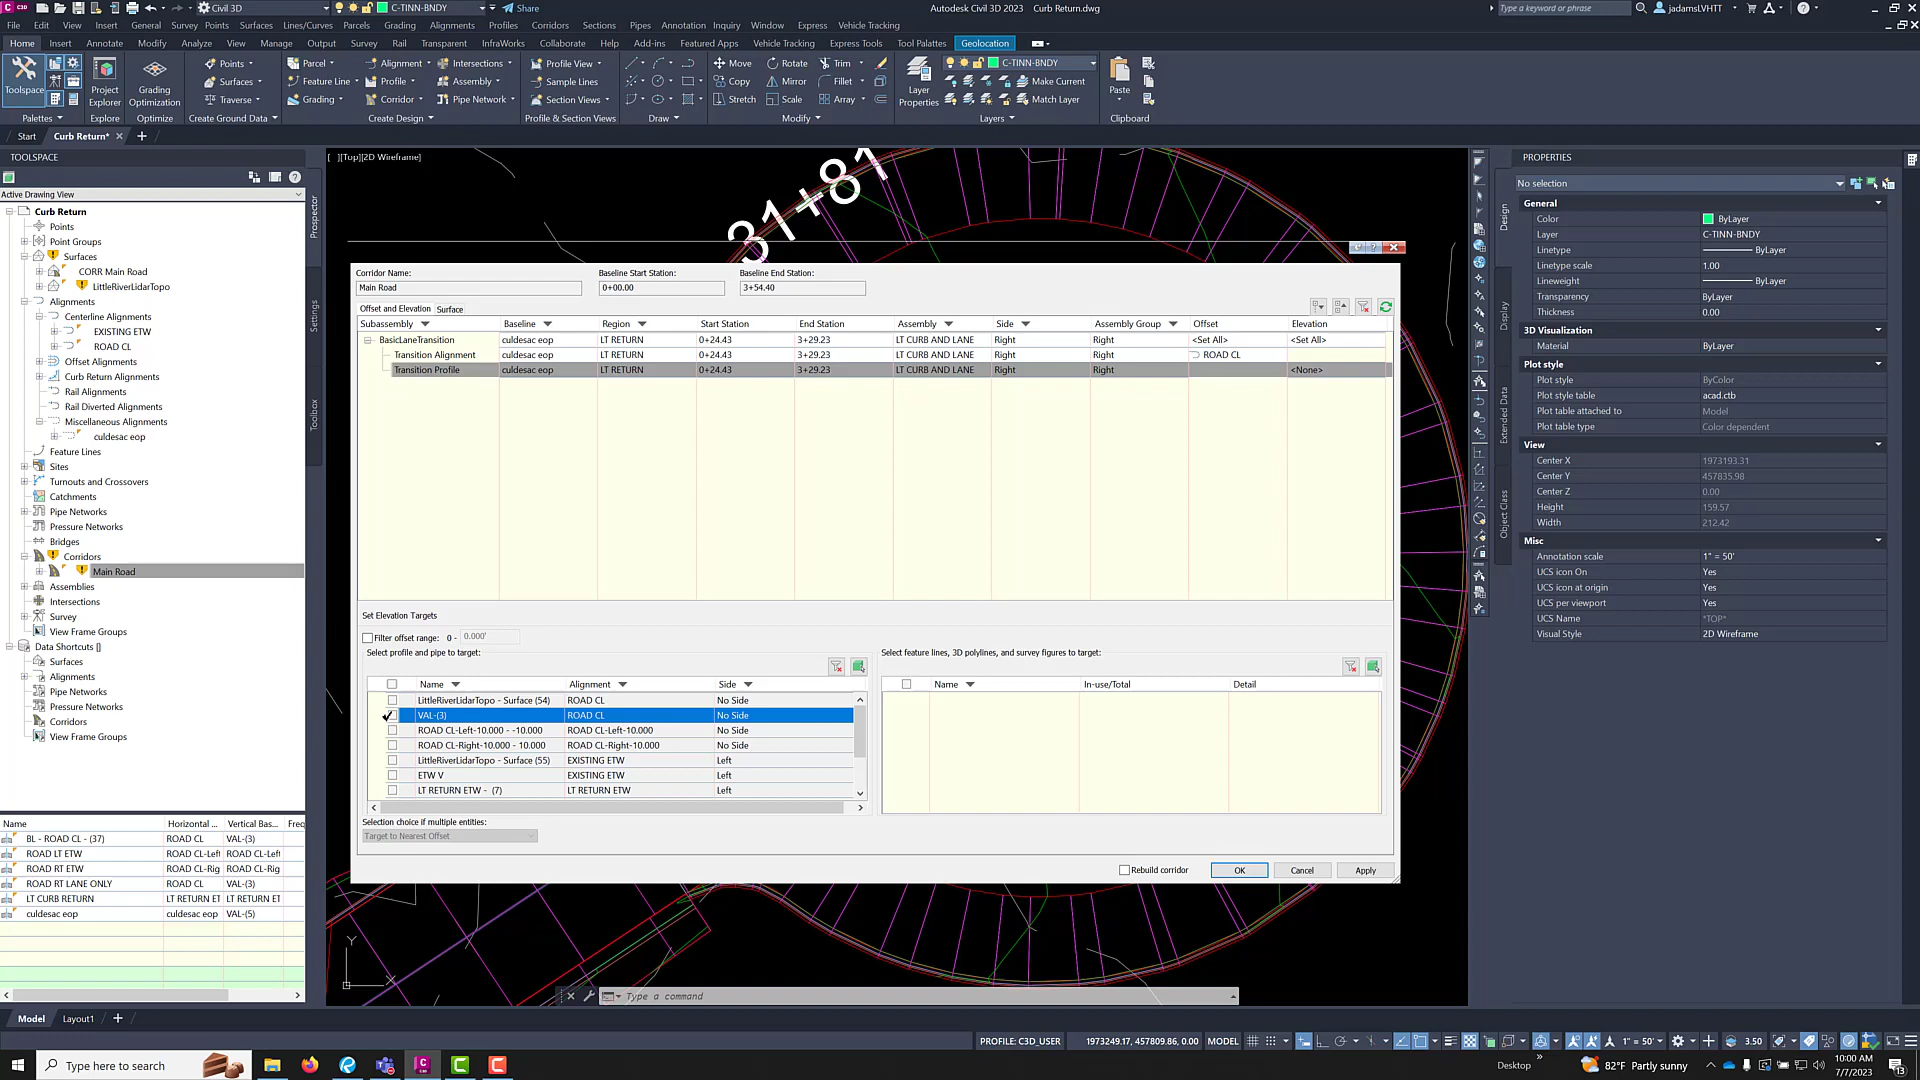 Civil 3D
C-TINN-BNDY
Share
Autodesk Civil 3D 2023 Curb Return.dwg
Type a keyword or phrase
jadamsLVHTT
File Edit View Insert General Survey Points Surfaces Lines/Curves Parcels Grading Alignments Profiles Corridors Sections Pipes Annotation Inquiry Window Express Vehicle Tracking
Home Insert Annotate Modify Analyze View Manage Output Survey Rail Transparent InfraWorks Collaborate Help Add-ins Featured Apps Vehicle Tracking Express Tools Tool Palettes Geolocation
Points Parcel Alignment Intersections Profile View Move Rotate Trim C-TINN-BNDY
Toolspace Project Explorer Grading Optimization Surfaces Feature Line Profile Assembly Sample Lines Copy Mirror Fillet Layer Properties Make Current Paste
Traverse Grading Corridor Pipe Network Section Views Stretch Scale Array Match Layer
Palettes Explore Optimize Create Ground Data Create Design Profile & Section Views Draw Modify Layers Clipboard
Start Curb Return*
TOOLSPACE
Active Drawing View
Curb Return
Points
Point Groups
Surfaces
CORR Main Road
LittleRiverLidarTopo
Alignments
Centerline Alignments
EXISTING ETW
ROAD CL
Offset Alignments
Curb Return Alignments
Rail Alignments
Rail Diverted Alignments
Miscellaneous Alignments
culdesac eop
Feature Lines
Sites
Turnouts and Crossovers
Catchments
Pipe Networks
Pressure Networks
Bridges
Corridors
Main Road
Assemblies
Intersections
Survey
View Frame Groups
Data Shortcuts []
Surfaces
Alignments
Pipe Networks
Pressure Networks
Corridors
View Frame Groups
Prospector
Settings
Toolbox
Name Horizontal ... Vertical Bas... Freq
BL - ROAD CL - (37) ROAD CL VAL-(3)
ROAD LT ETW ROAD CL-Left ROAD CL-Left
ROAD RT ETW ROAD CL-Rig ROAD CL-Rig
ROAD RT LANE ONLY ROAD CL VAL-(3)
LT CURB RETURN LT RETURN ET LT RETURN ET
culdesac eop culdesac eop VAL-(5)
[ ][Top][2D Wireframe]
31+81
Corridor Name: Baseline Start Station: Baseline End Station:
Main Road 0+00.00 3+54.40
Offset and Elevation Surface
Subassembly Baseline Region Start Station End Station Assembly Side Assembly Group Offset Elevation
BasicLaneTransition culdesac eop LT RETURN 0+24.43 3+29.23 LT CURB AND LANE Right Right <Set All> <Set All>
Transition Alignment culdesac eop LT RETURN 0+24.43 3+29.23 LT CURB AND LANE Right Right ROAD CL
Transition Profile culdesac eop LT RETURN 0+24.43 3+29.23 LT CURB AND LANE Right Right <None>
Set Elevation Targets
Filter offset range: 0 - 0.000'
Select profile and pipe to target: Select feature lines, 3D polylines, and survey figures to target:
Name Alignment Side Name In-use/Total Detail
LittleRiverLidarTopo - Surface (54) ROAD CL No Side
VAL-(3) ROAD CL No Side
ROAD CL-Left-10.000 - -10.000 ROAD CL-Left-10.000 No Side
ROAD CL-Right-10.000 - 10.000 ROAD CL-Right-10.000 No Side
LittleRiverLidarTopo - Surface (55) EXISTING ETW Left
ETW V EXISTING ETW Left
LT RETURN ETW - (7) LT RETURN ETW Left
Selection choice if multiple entities:
Target to Nearest Offset
Rebuild corridor OK Cancel Apply
Y
X
Type a command
PROPERTIES
No selection
General
Color ByLayer
Layer C-TINN-BNDY
Linetype ByLayer
Linetype scale 1.00
Lineweight ByLayer
Transparency ByLayer
Thickness 0.00
3D Visualization
Material ByLayer
Plot style
Plot style ByColor
Plot style table acad.ctb
Plot table attached to Model
Plot table type Color dependent
View
Center X 1973193.31
Center Y 457835.98
Center Z 0.00
Height 159.57
Width 212.42
Misc
Annotation scale 1" = 50'
UCS icon On Yes
UCS icon at origin Yes
UCS per viewport Yes
UCS Name *TOP*
Visual Style 2D Wireframe
Design
Display
Extended Data
Object Class
Model Layout1
PROFILE: C3D_USER 1973249.17, 457809.86, 0.00 MODEL 1" = 50' 3.50
Type here to search
Desktop
82°F Partly sunny
10:00 AM
7/7/2023
13